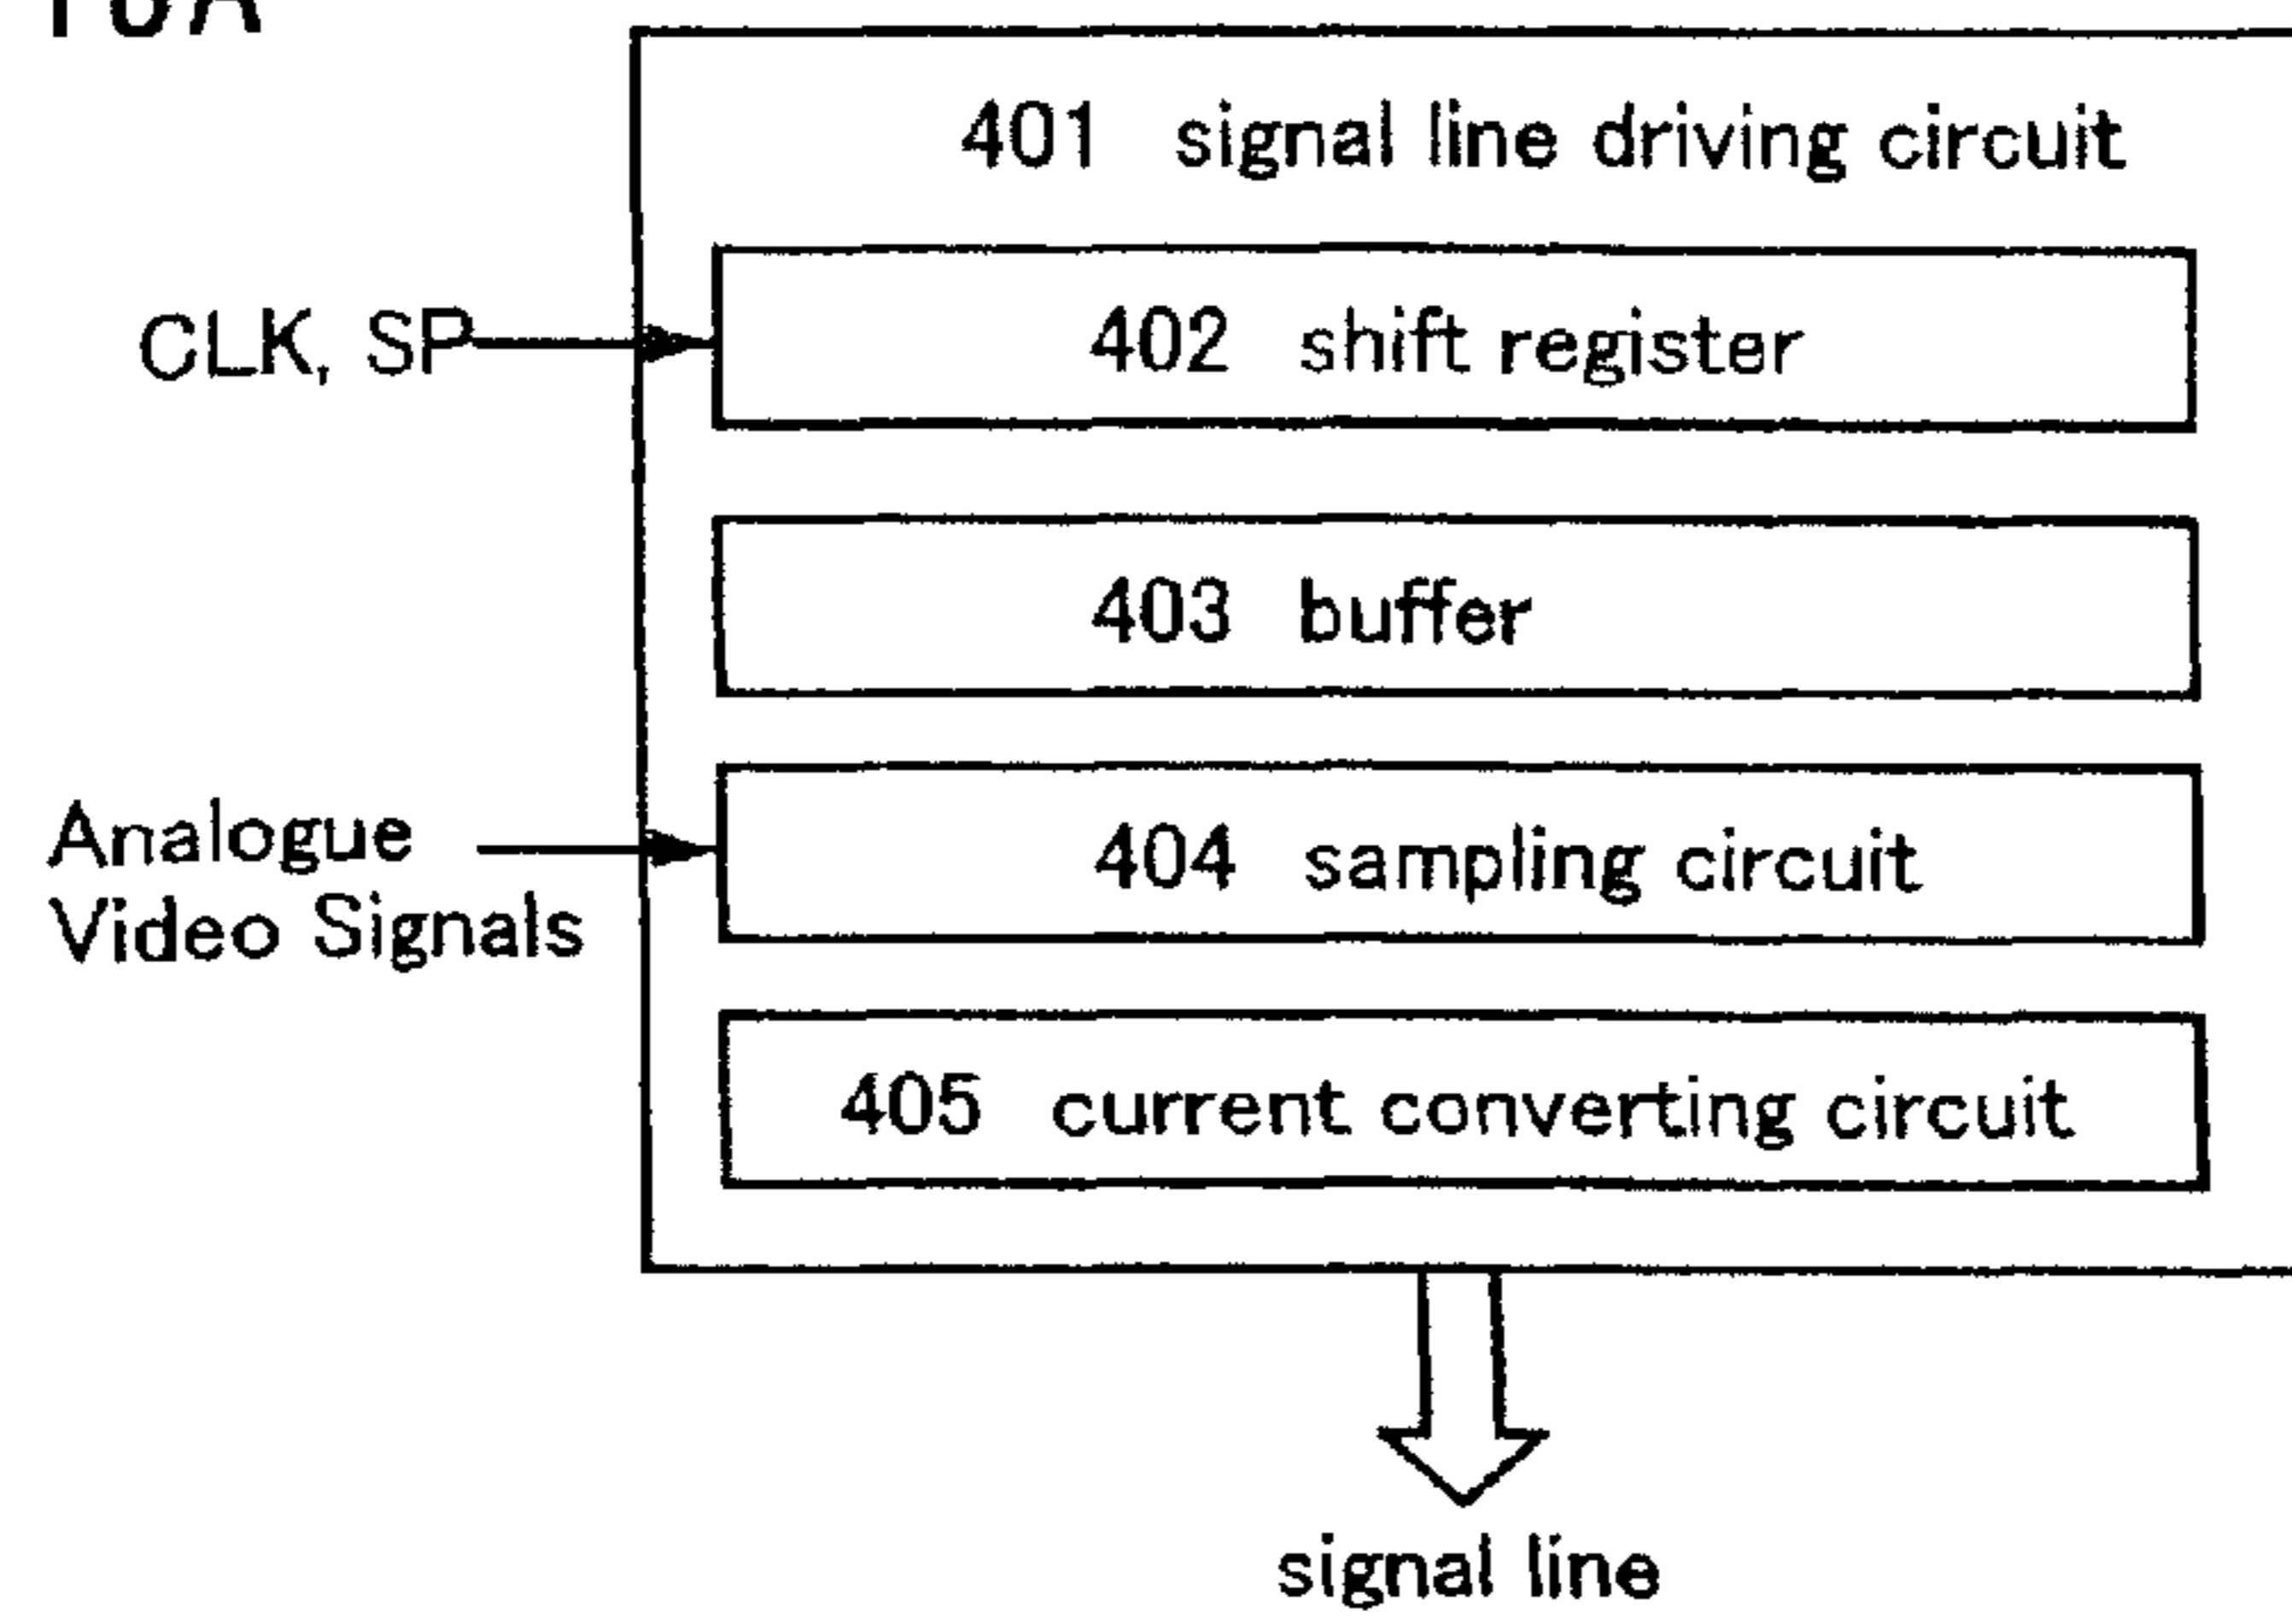 401 signal line driving circuit
CLK, SP
402 shift register
403 buffer
Analogue
Video Signals
404 sampling circuit
405 current converting circuit
signal line